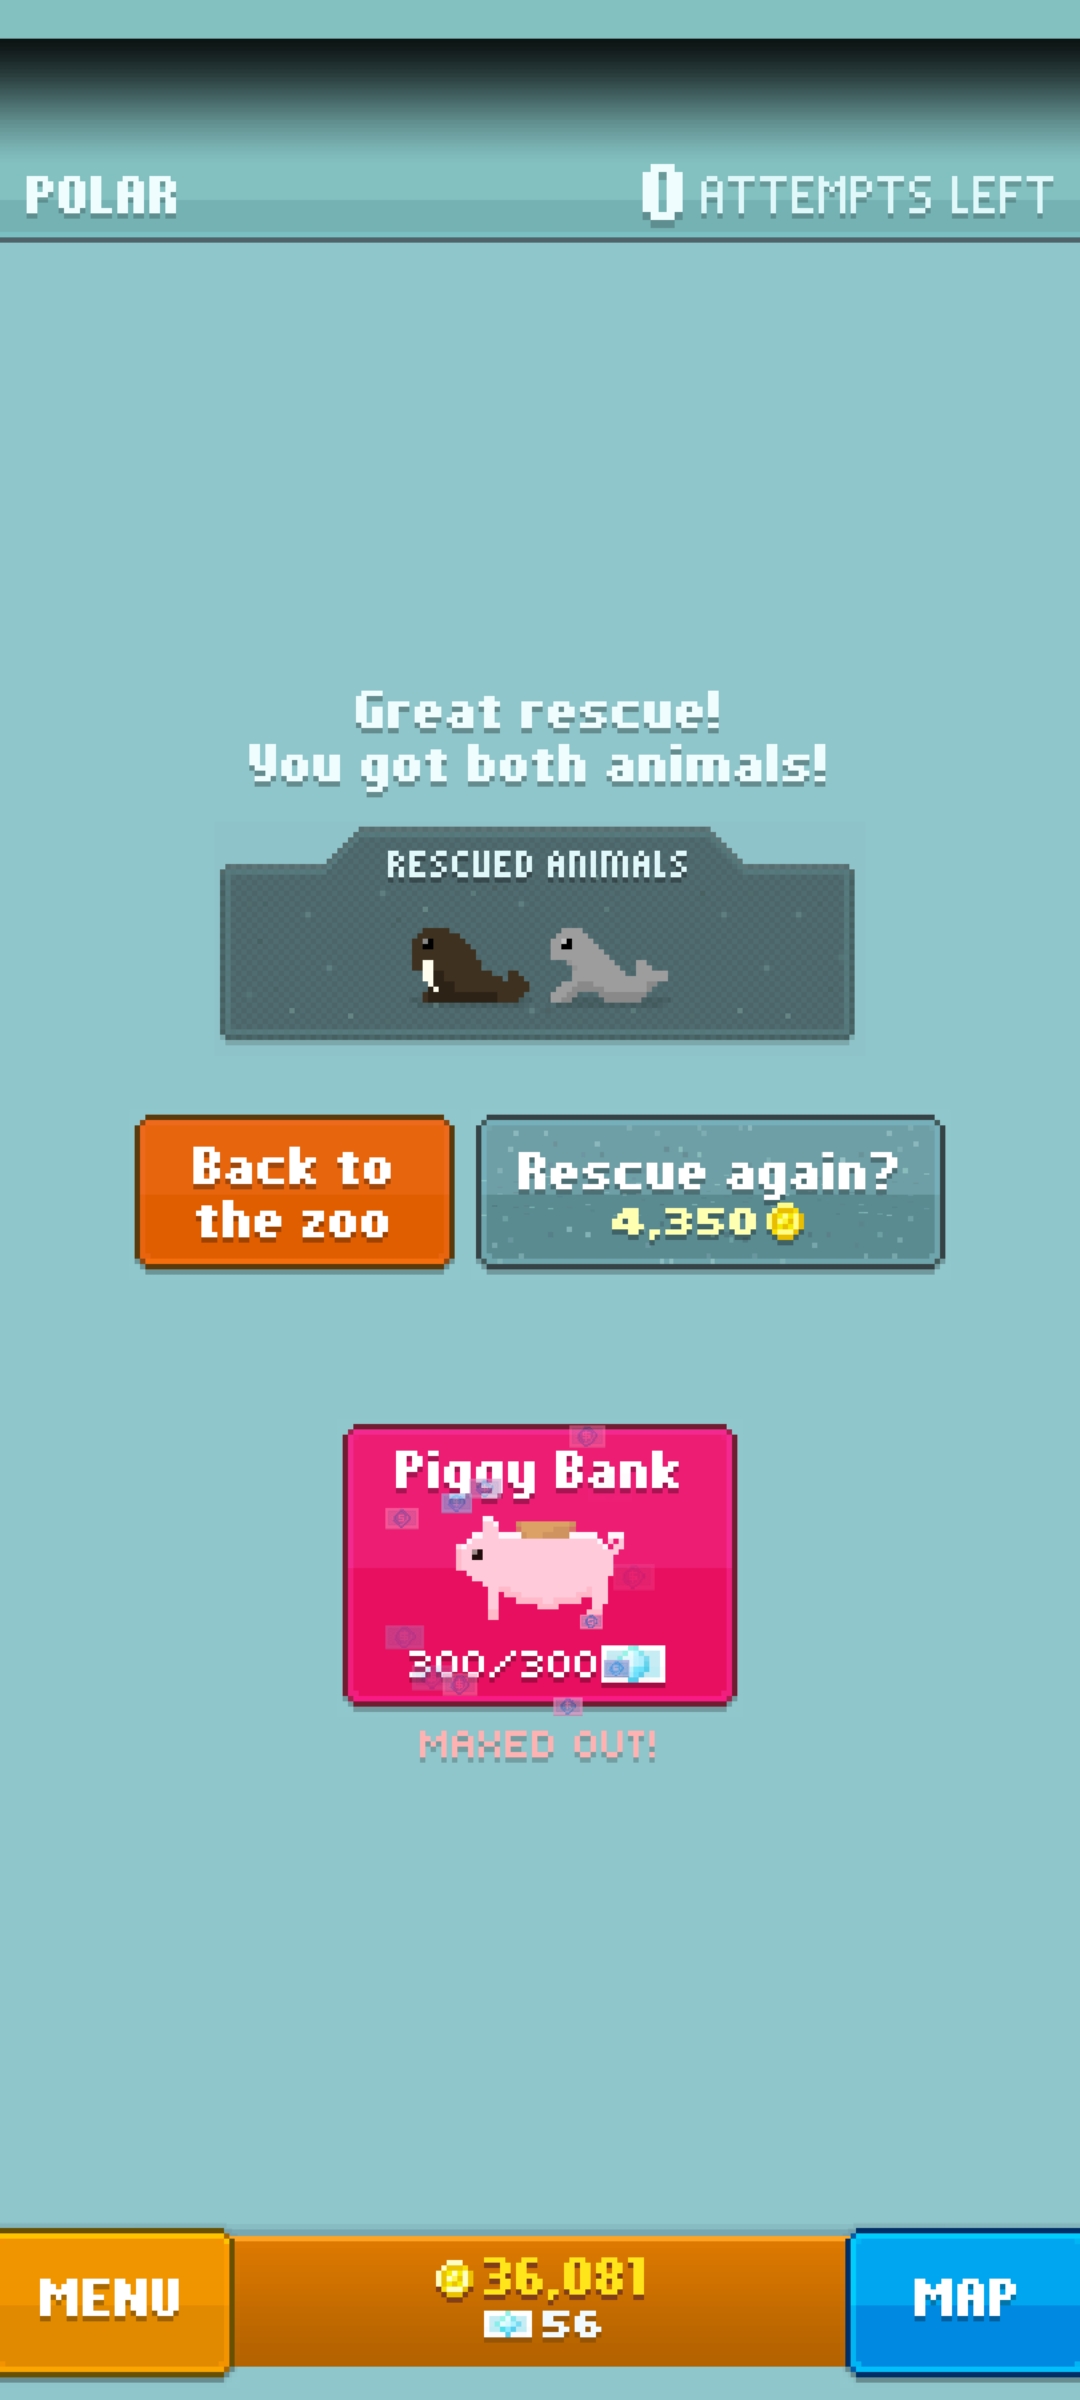 POLAR
0 ATTEMPTS LEFT
Great rescue!
You got both animals!
RESCUED ANIMALS
Back to
the zoo
Rescue again?
4,350
Piggy Bank
300/300
MAXED OUT!
MENU
36,081
56
MAP